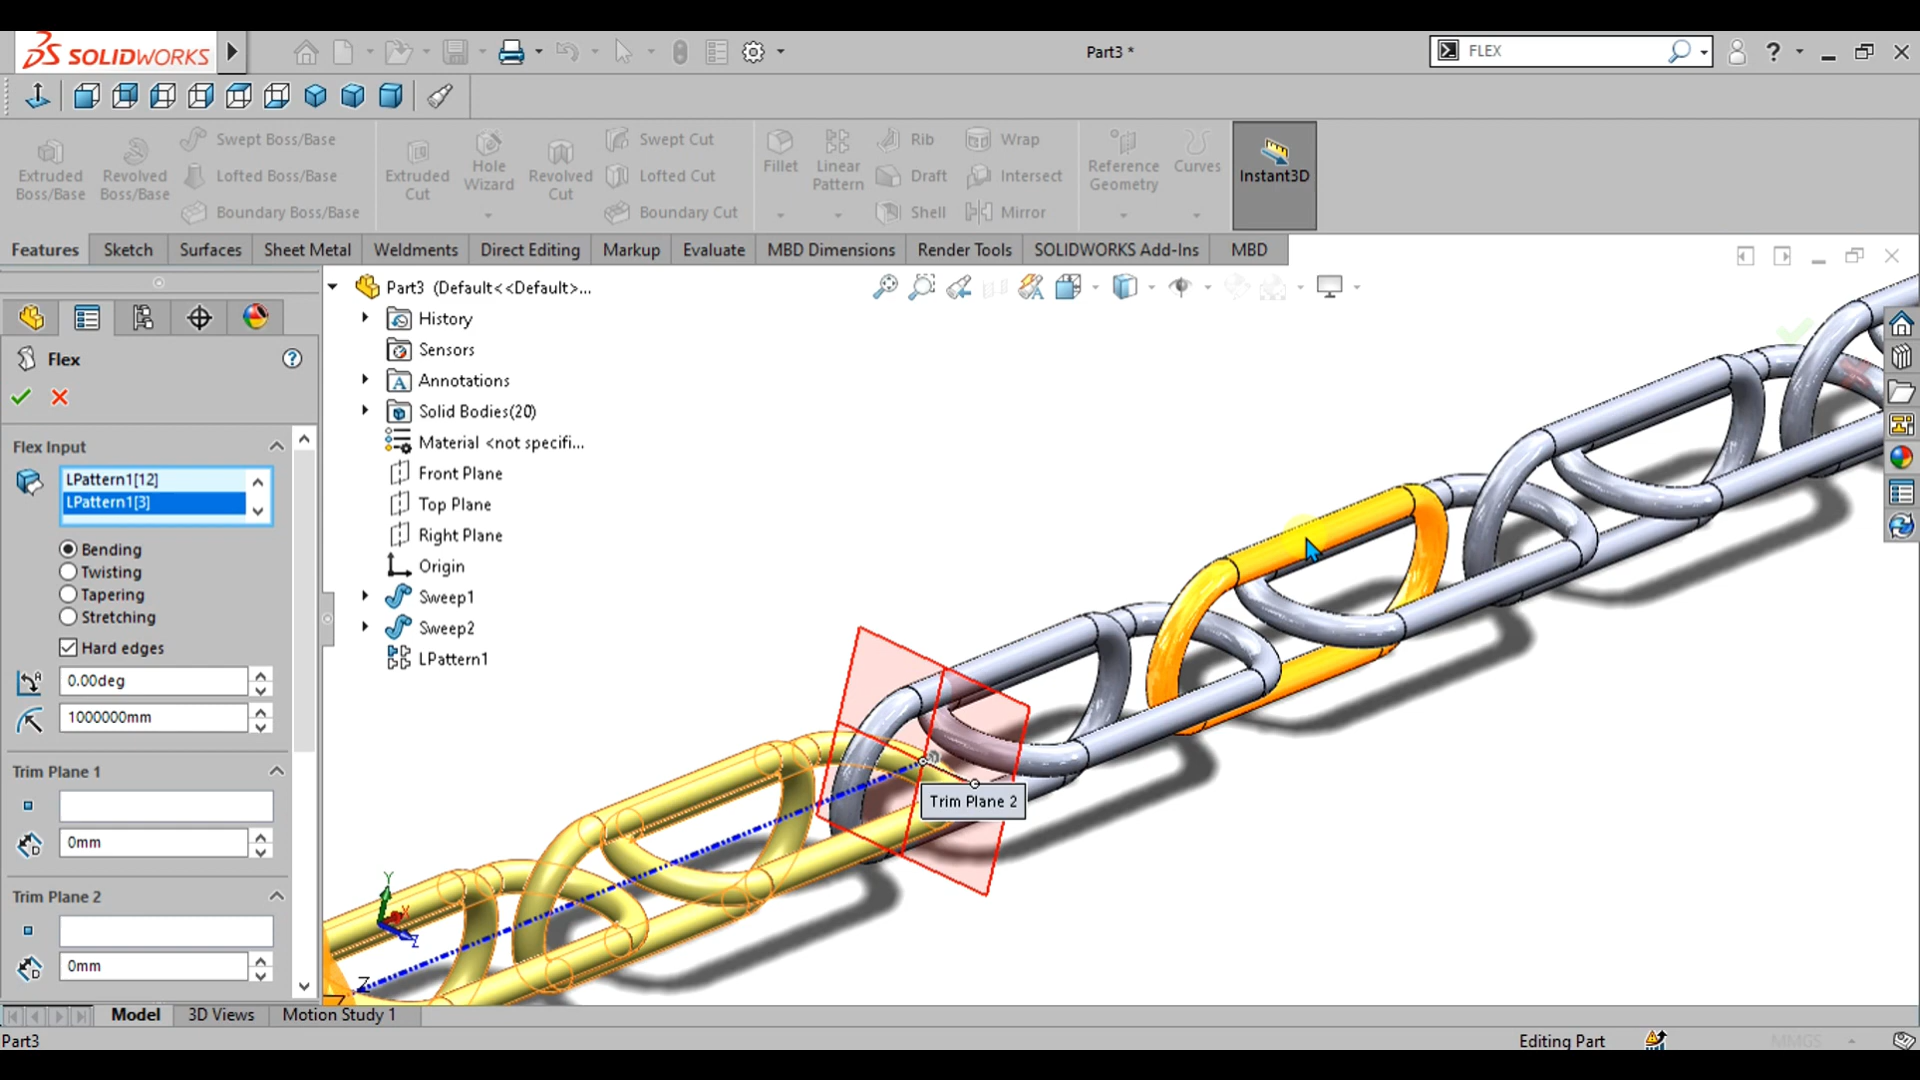 SOLIDWORKS
Part3 *
FLEX
Extruded Boss/Base
Revolved Boss/Base
Swept Boss/Base
Lofted Boss/Base
Boundary Boss/Base
Extruded Cut
Hole Wizard
Revolved Cut
Swept Cut
Lofted Cut
Boundary Cut
Fillet
Linear Pattern
Rib
Draft
Shell
Wrap
Intersect
Mirror
Reference Geometry
Curves
Instant3D
Features
Sketch
Surfaces
Sheet Metal
Weldments
Direct Editing
Markup
Evaluate
MBD Dimensions
Render Tools
SOLIDWORKS Add-Ins
MBD
Flex
Flex Input
LPattern1[12]
LPattern1[3]
Bending
Twisting
Tapering
Stretching
Hard edges
0.00deg
1000000mm
Trim Plane 1
0mm
Trim Plane 2
0mm
Part3 (Default<<Default>...
History
Sensors
Annotations
Solid Bodies(20)
Material <not specifi...
Front Plane
Top Plane
Right Plane
Origin
Sweep1
Sweep2
LPattern1
Trim Plane 2
Y
X
Z
Z
Z
Model
3D Views
Motion Study 1
Part3
Editing Part
MMGS